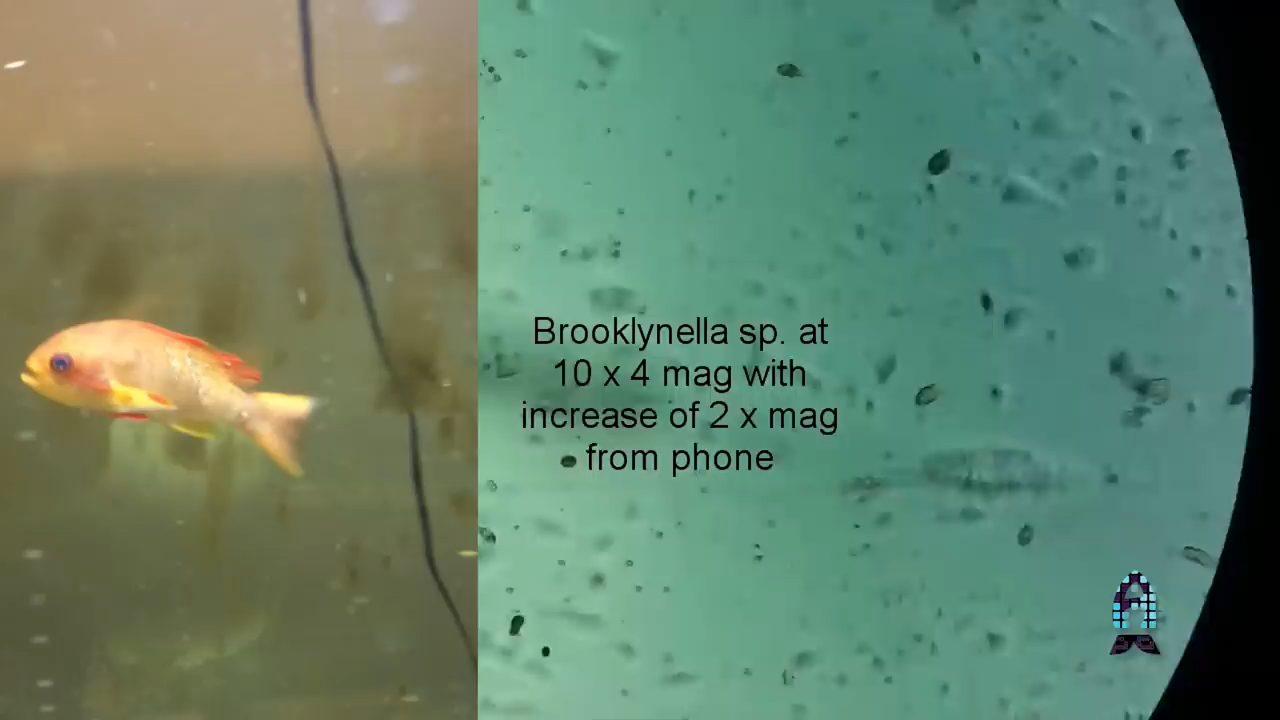 Brooklynella sp. at
10 x 4 mag with
increase of 2 x mag
from phone